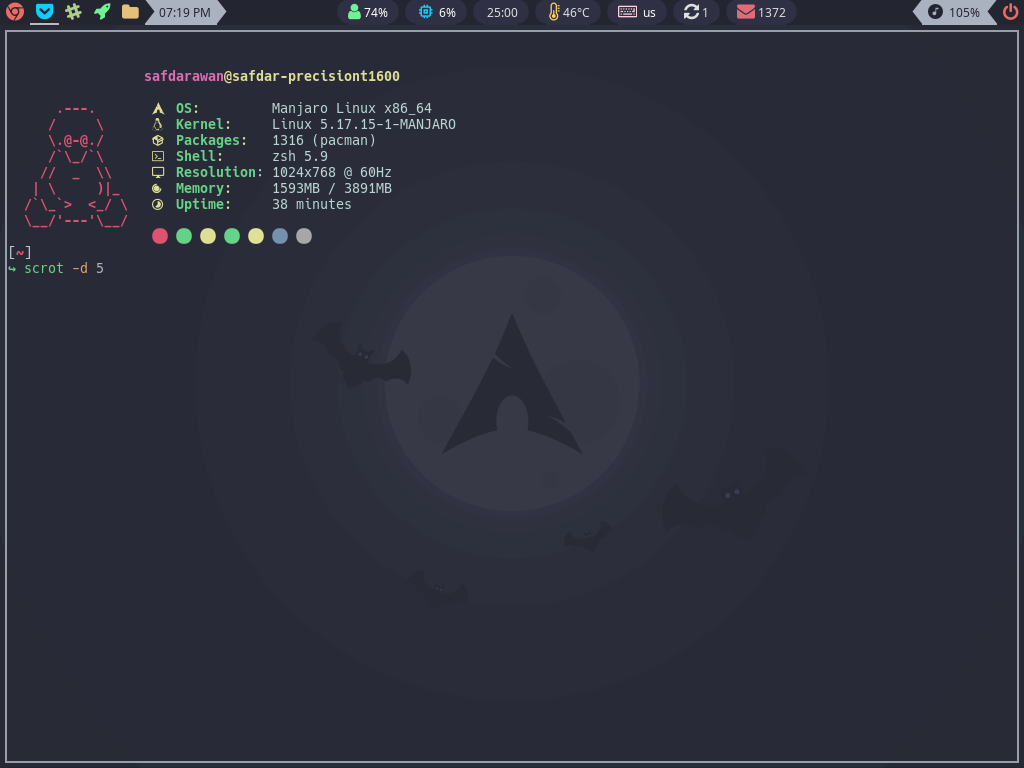 07:19 PM 74% 6% 25:00 46°C us 1 1372 105%
safdarawan@safdar-precisiont1600
OS: Manjaro Linux x86_64
Kernel: Linux 5.17.15-1-MANJARO
Packages: 1316 (pacman)
Shell: zsh 5.9
Resolution: 1024x768 @ 60Hz
Memory: 1593MB / 3891MB
Uptime: 38 minutes
[~]
↪ scrot -d 5